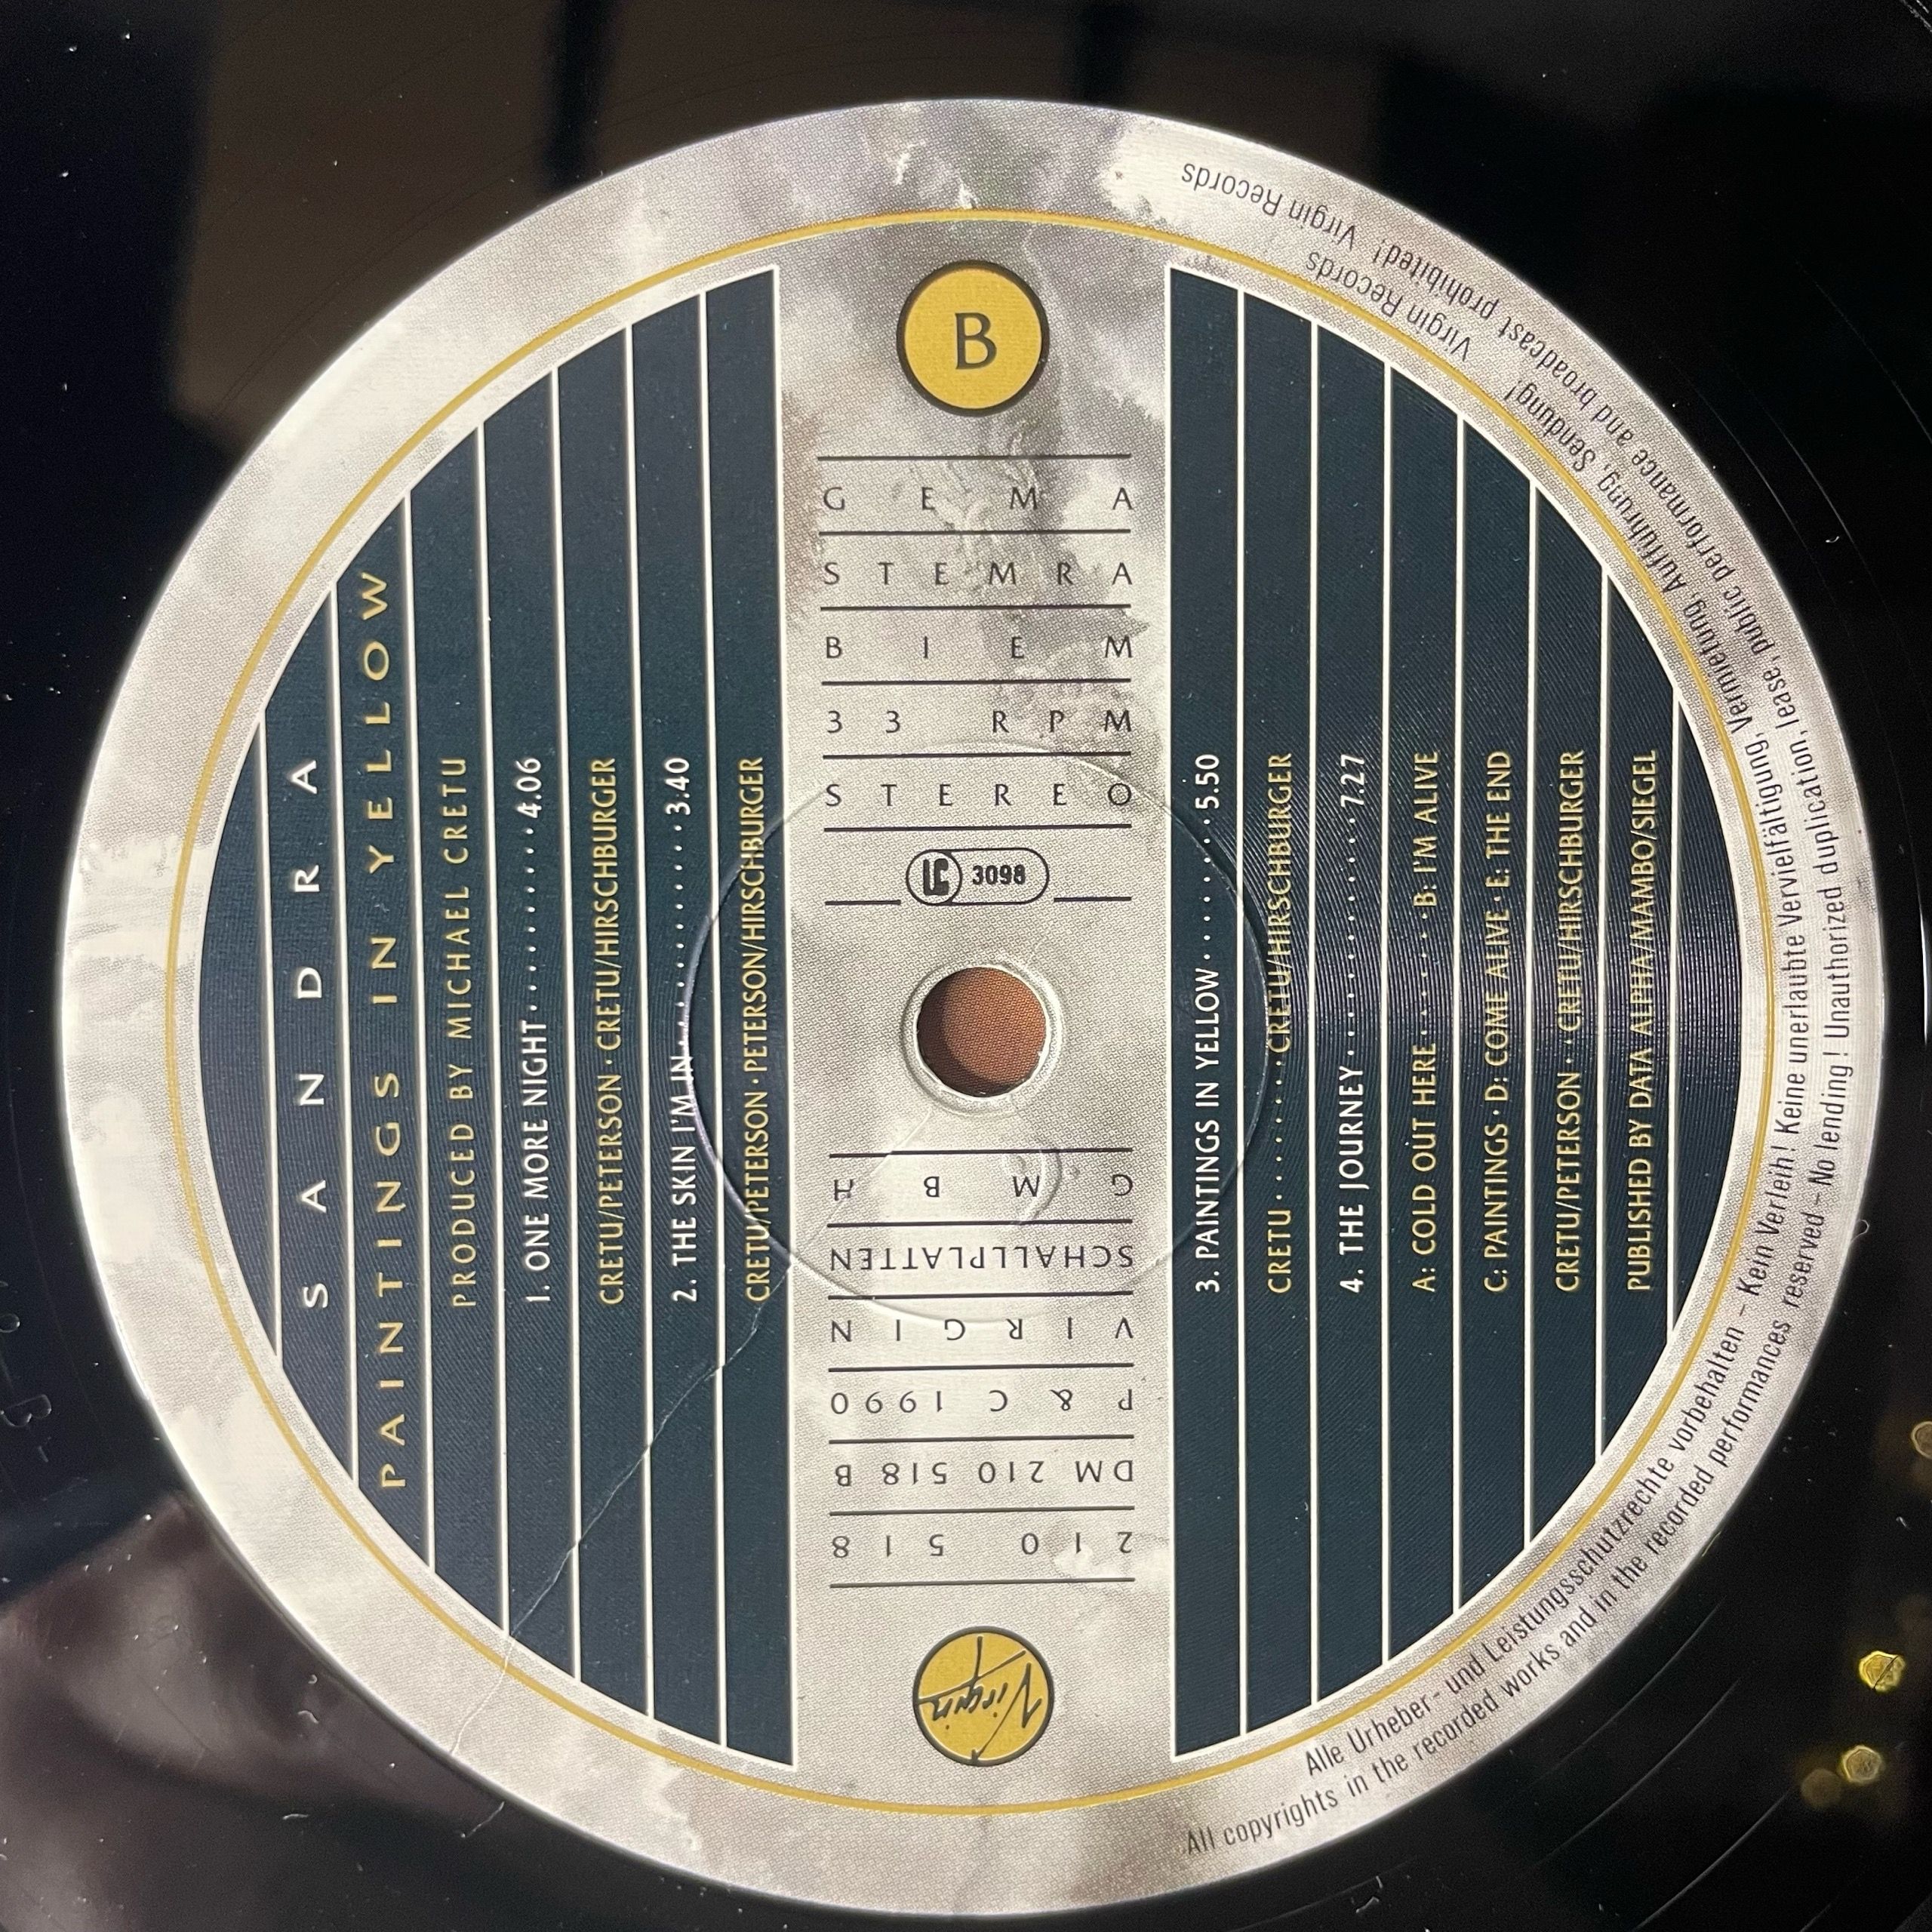 SANDRA
PAINTINGS IN YELLOW
PRODUCED BY MICHAEL CRETU
1. ONE MORE NIGHT · · · · · · · · · · · · 4.06
CRETU/PETERSON · CRETU/HIRSCHBURGER
2. THE SKIN I'M IN · · · · · · · · · · · · 3.40
CRETU/PETERSON · PETERSON/HIRSCHBURGER
B
GEMA
STEMRA
BIEM
33 RPM
STEREO
LC 3098
210 518
DM 210 518 B
P & C 1990
VIRGIN
SCHALLPLATTEN
GMBH
Virgin
3. PAINTINGS IN YELLOW · · · · · · · · · · 5.50
CRETU · · · · · · · · · CRETU/HIRSCHBURGER
4. THE JOURNEY · · · · · · · · · · · · · · 7.27
A: COLD OUT HERE · · · · · · · B: I'M ALIVE
C: PAINTINGS · D: COME ALIVE · E: THE END
CRETU/PETERSON · · CRETU/HIRSCHBURGER
PUBLISHED BY DATA ALPHA/MAMBO/SIEGEL
Alle Urheber- und Leistungsschutzrechte vorbehalten – Kein Verleih! Keine unerlaubte Vervielfältigung, Vermietung, Aufführung, Sendung! Virgin Records
All copyrights in the recorded works and in the recorded performances reserved – No lending! Unauthorized duplication, lease, public performance and broadcast prohibited! Virgin Records